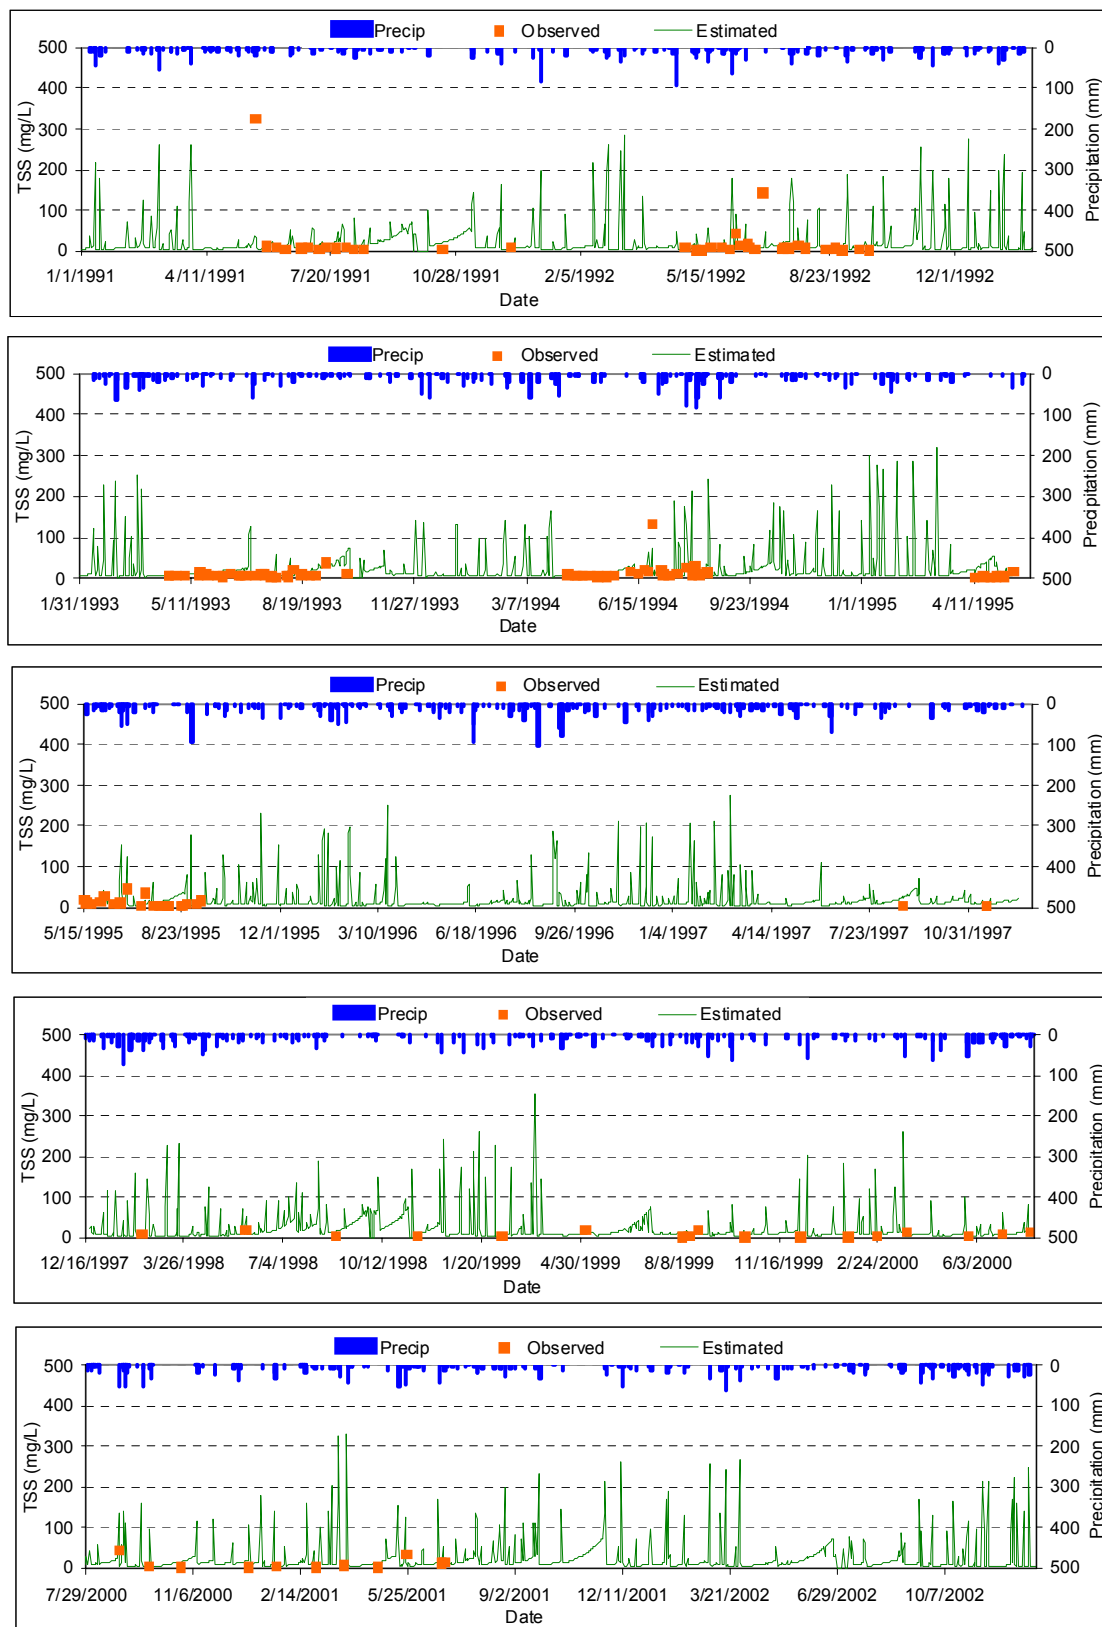 Precip Observed Estimated
500 400 300 200 100 0
TSS (mg/L)
0 100 200 300 400 500
Precipitation (mm)
1/1/1991 4/11/1991 7/20/1991 10/28/1991 2/5/1992 5/15/1992 8/23/1992 12/1/1992
Date
Precip Observed Estimated
500 400 300 200 100 0
TSS (mg/L)
0 100 200 300 400 500
Precipitation (mm)
1/31/1993 5/11/1993 8/19/1993 11/27/1993 3/7/1994 6/15/1994 9/23/1994 1/1/1995 4/11/1995
Date
Precip Observed Estimated
500 400 300 200 100 0
TSS (mg/L)
0 100 200 300 400 500
Precipitation (mm)
5/15/1995 8/23/1995 12/1/1995 3/10/1996 6/18/1996 9/26/1996 1/4/1997 4/14/1997 7/23/1997 10/31/1997
Date
Precip Observed Estimated
500 400 300 200 100 0
TSS (mg/L)
0 100 200 300 400 500
Precipitation (mm)
12/16/1997 3/26/1998 7/4/1998 10/12/1998 1/20/1999 4/30/1999 8/8/1999 11/16/1999 2/24/2000 6/3/2000
Date
Precip Observed Estimated
500 400 300 200 100 0
TSS (mg/L)
0 100 200 300 400 500
Precipitation (mm)
7/29/2000 11/6/2000 2/14/2001 5/25/2001 9/2/2001 12/11/2001 3/21/2002 6/29/2002 10/7/2002
Date